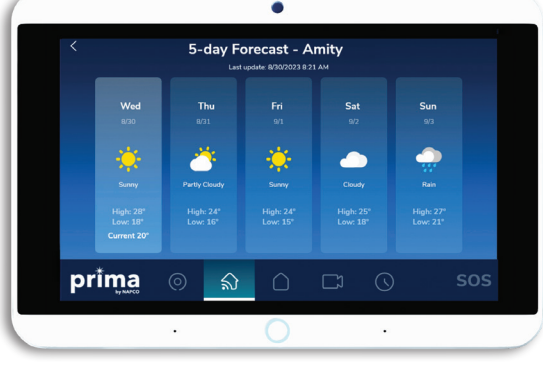 5-day Forecast - Amity
Last update: 8/30/2023 8:21 AM
Wed Thu Fri Sat Sun
8/30 8/31 9/1 9/2 9/3
Sunny Partly Cloudy Sunny Cloudy Rain
High: 28° High: 24° High: 24° High: 25° High: 27°
Low: 18° Low: 16° Low: 15° Low: 18° Low: 21°
Current 20°
prima SOS
by NAPCO